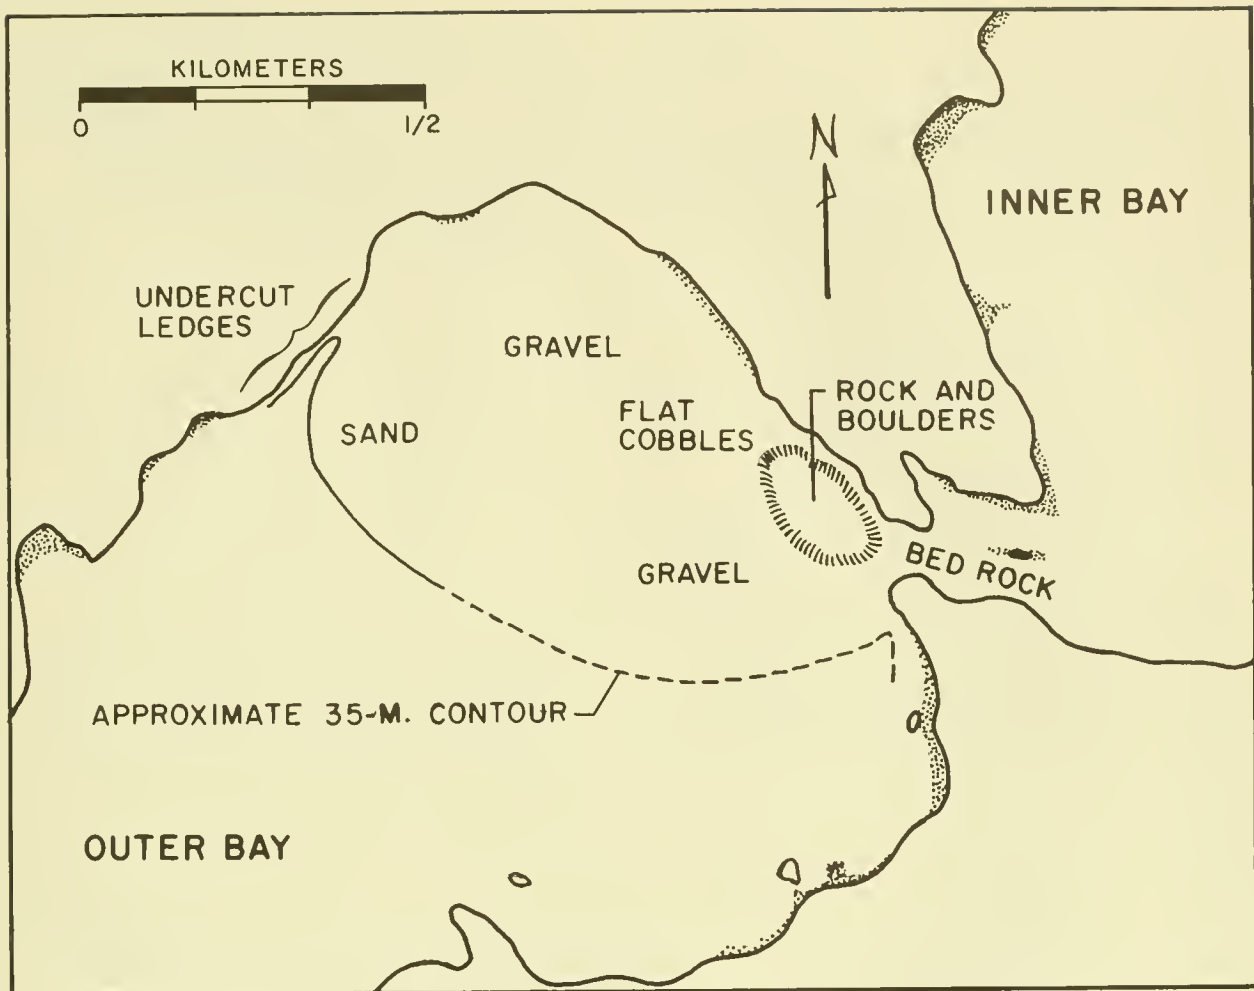 KILOMETERS
0 1/2
N
INNER BAY
UNDERCUT
LEDGES
GRAVEL
ROCK AND
BOULDERS
FLAT
COBBLES
SAND
BED ROCK
GRAVEL
APPROXIMATE 35-M. CONTOUR
OUTER BAY